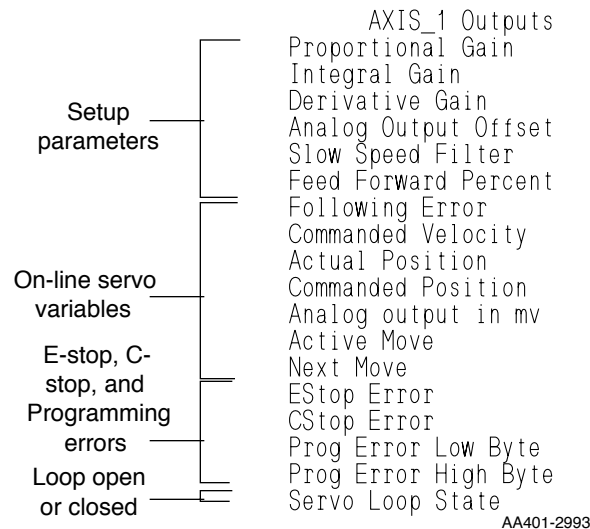 AXIS_1 Outputs
Proportional Gain
Integral Gain
Derivative Gain
Analog Output Offset
Slow Speed Filter
Feed Forward Percent
Following Error
Commanded Velocity
Actual Position
Commanded Position
Analog output in mv
Active Move
Next Move
EStop Error
CStop Error
Prog Error Low Byte
Prog Error High Byte
Servo Loop State
Setup
parameters
On-line servo
variables
E-stop, C-
stop, and
Programming
errors
Loop open
or closed
AA401-2993